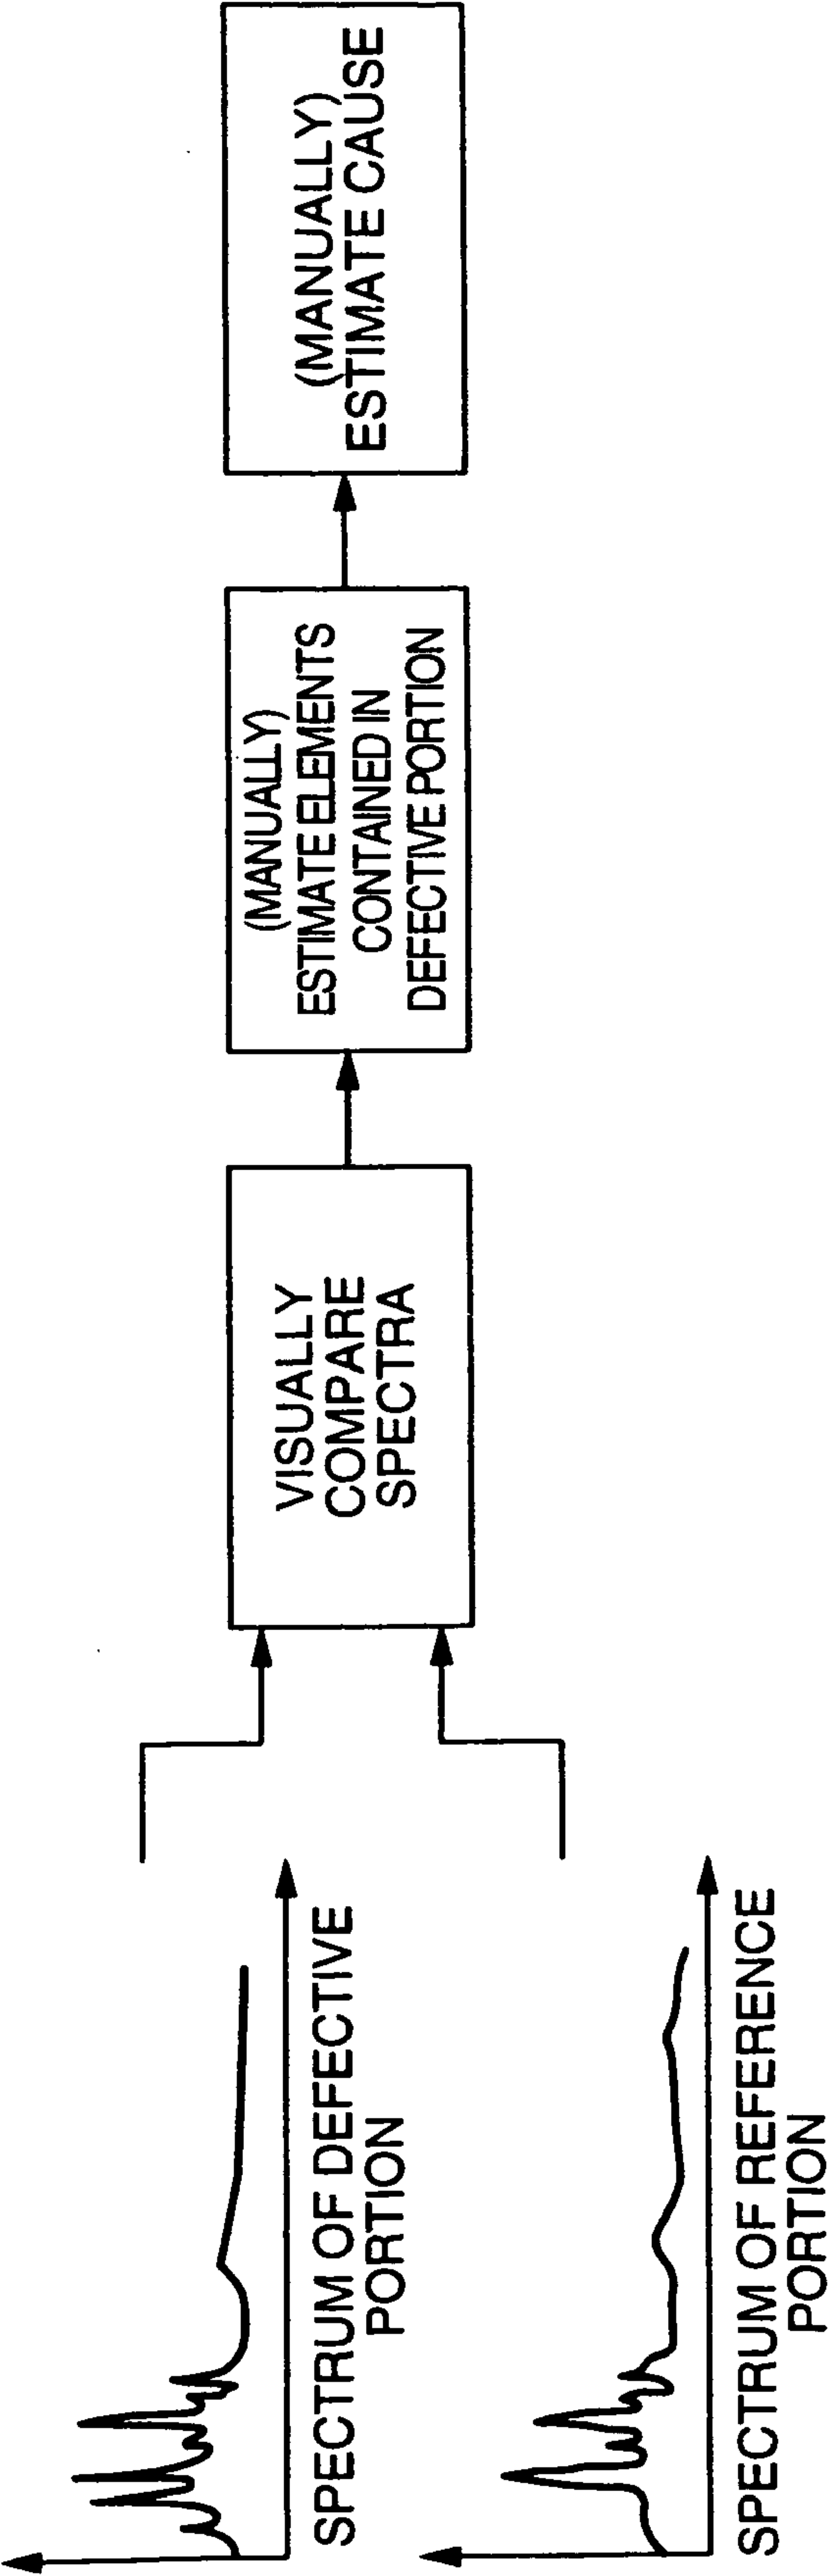 SPECTRUM OF DEFECTIVE
PORTION
SPECTRUM OF REFERENCE
PORTION
VISUALLY
COMPARE
SPECTRA
(MANUALLY)
ESTIMATE ELEMENTS
CONTAINED IN
DEFECTIVE PORTION
(MANUALLY)
ESTIMATE CAUSE